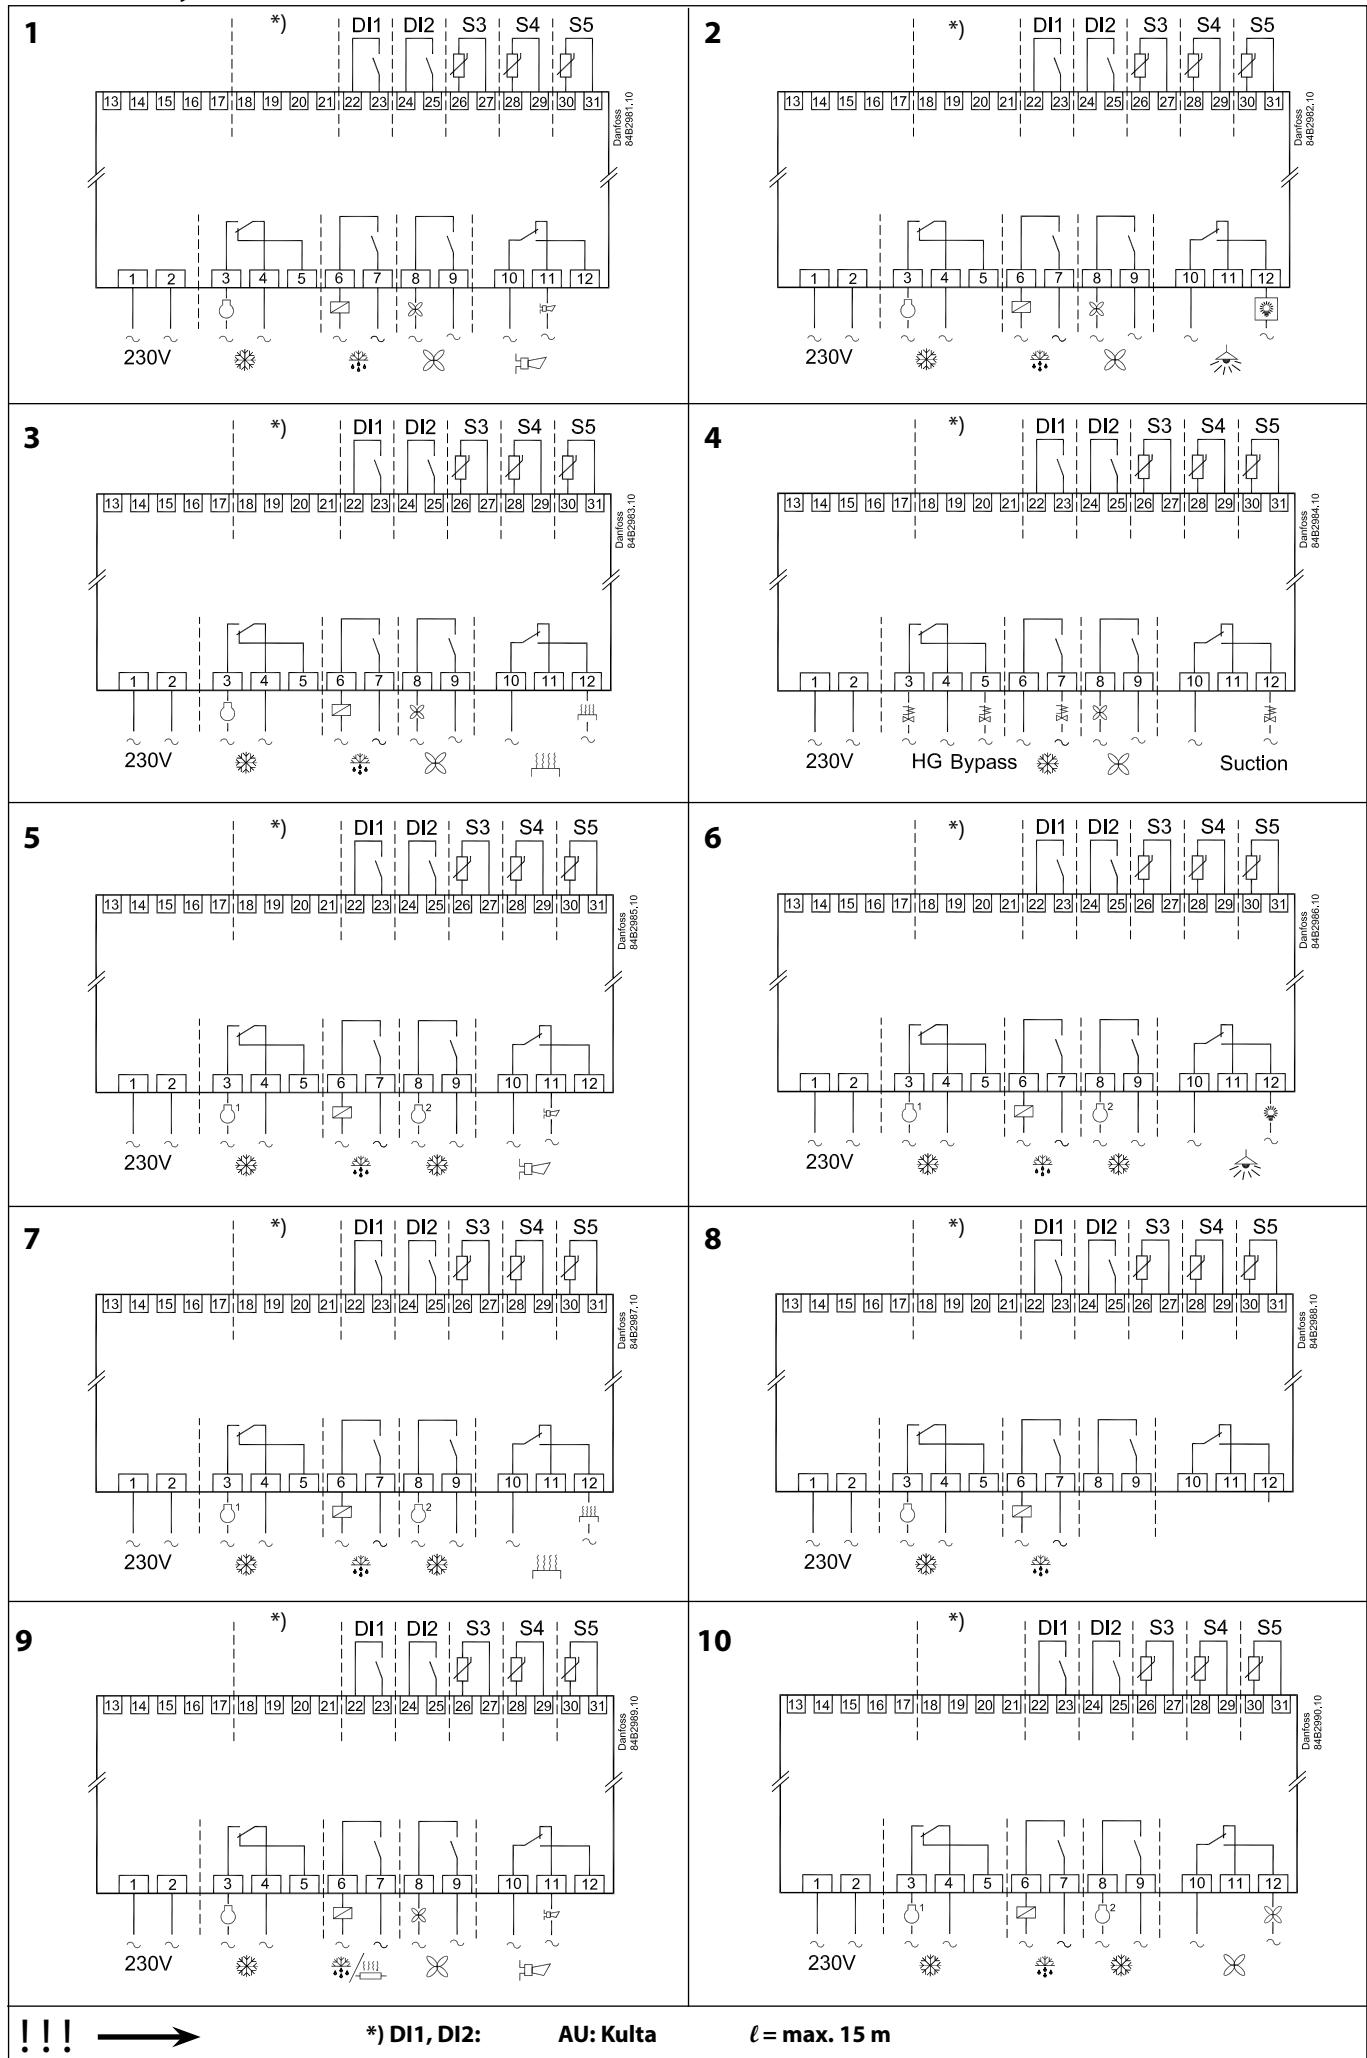 1
*) DI1 DI2 S3 S4 S5
13 14 15 16 17 18 19 20 21 22 23 24 25 26 27 28 29 30 31
Danfoss
84B2981.10
1 2 3 4 5 6 7 8 9 10 11 12
230V
2
*) DI1 DI2 S3 S4 S5
13 14 15 16 17 18 19 20 21 22 23 24 25 26 27 28 29 30 31
Danfoss
84B2982.10
1 2 3 4 5 6 7 8 9 10 11 12
230V
3
*) DI1 DI2 S3 S4 S5
13 14 15 16 17 18 19 20 21 22 23 24 25 26 27 28 29 30 31
Danfoss
84B2983.10
1 2 3 4 5 6 7 8 9 10 11 12
230V
4
*) DI1 DI2 S3 S4 S5
13 14 15 16 17 18 19 20 21 22 23 24 25 26 27 28 29 30 31
Danfoss
84B2984.10
1 2 3 4 5 6 7 8 9 10 11 12
230V HG Bypass Suction
5
*) DI1 DI2 S3 S4 S5
13 14 15 16 17 18 19 20 21 22 23 24 25 26 27 28 29 30 31
Danfoss
84B2985.10
1 2 3 4 5 6 7 8 9 10 11 12
1 2
230V
6
*) DI1 DI2 S3 S4 S5
13 14 15 16 17 18 19 20 21 22 23 24 25 26 27 28 29 30 31
Danfoss
84B2986.10
1 2 3 4 5 6 7 8 9 10 11 12
1 2
230V
7
*) DI1 DI2 S3 S4 S5
13 14 15 16 17 18 19 20 21 22 23 24 25 26 27 28 29 30 31
Danfoss
84B2987.10
1 2 3 4 5 6 7 8 9 10 11 12
1 2
230V
8
*) DI1 DI2 S3 S4 S5
13 14 15 16 17 18 19 20 21 22 23 24 25 26 27 28 29 30 31
Danfoss
84B2988.10
1 2 3 4 5 6 7 8 9 10 11 12
230V
9
*) DI1 DI2 S3 S4 S5
13 14 15 16 17 18 19 20 21 22 23 24 25 26 27 28 29 30 31
Danfoss
84B2989.10
1 2 3 4 5 6 7 8 9 10 11 12
230V
10
*) DI1 DI2 S3 S4 S5
13 14 15 16 17 18 19 20 21 22 23 24 25 26 27 28 29 30 31
Danfoss
84B2990.10
1 2 3 4 5 6 7 8 9 10 11 12
1 2
230V
!!! *) DI1, DI2: AU: Kulta ℓ = max. 15 m